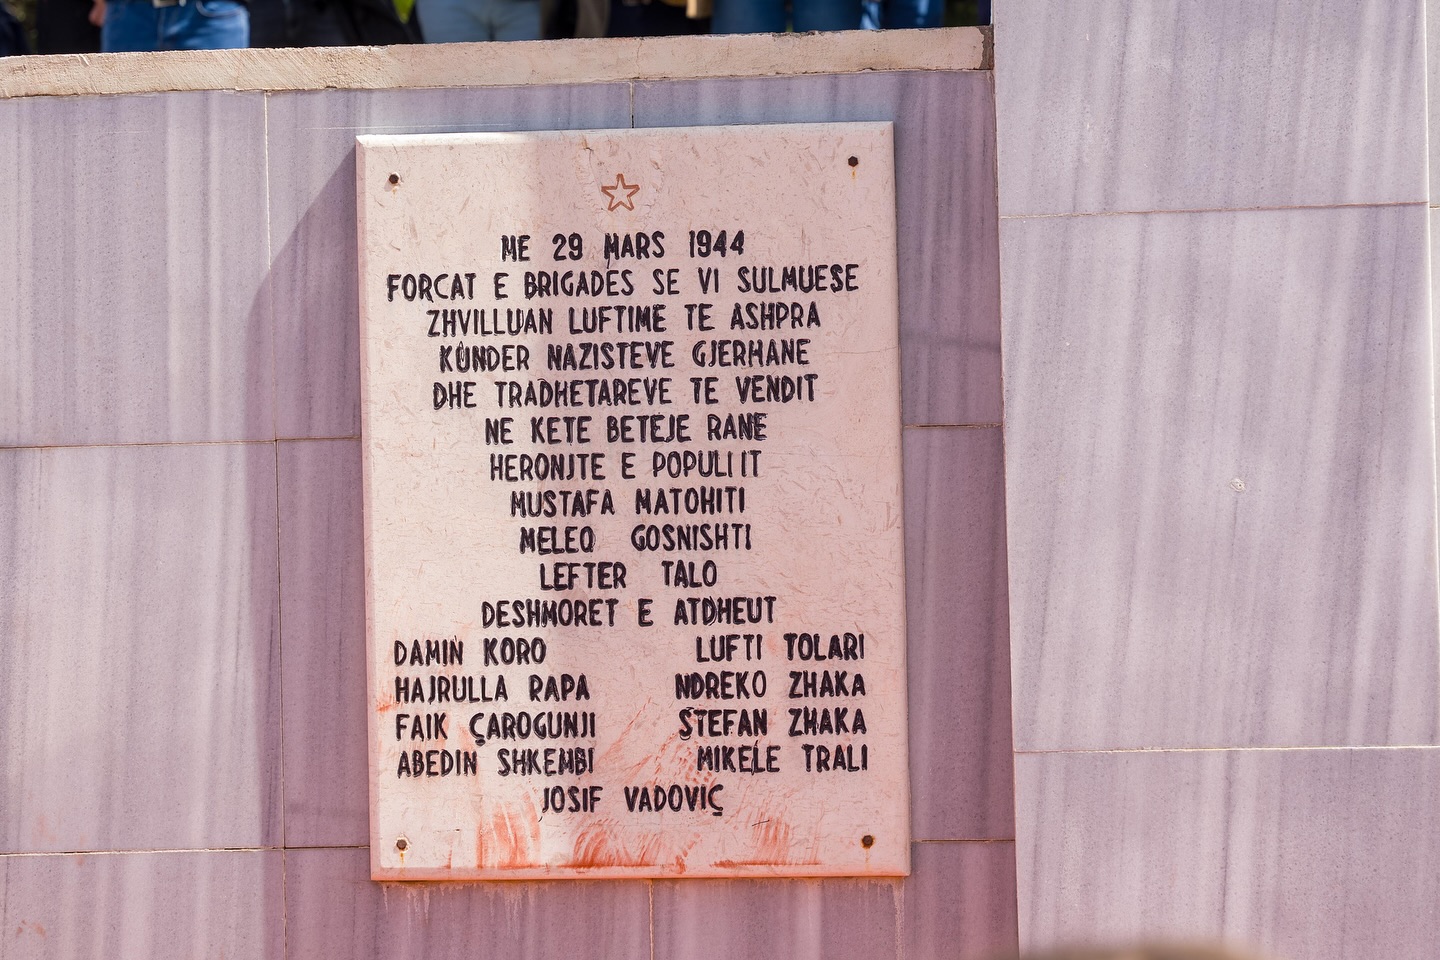 ME 29 MARS 1944
FORCAT E BRIGADES SE VI SULMUESE
ZHVILLUAN LUFTIME TE ASHPRA
KUNDER NAZISTEVE GJERMANE
DHE TRADHETAREVE TE VENDIT
NE KETE BETEJE RANE
HERONJTE E POPULLIT
MUSTAFA MATOHITI
MELEQ GOSNISHTI
LEFTER TALO
DESHMORET E ATDHEUT
DAMIN KORO LUFTI TOLARI
HAJRULLA RAPA NDREKO ZHAKA
FAIK ÇAROGUNJI STEFAN ZHAKA
ABEDIN SHKEMBI MIKELE TRALI
JOSIF VADOVIÇ